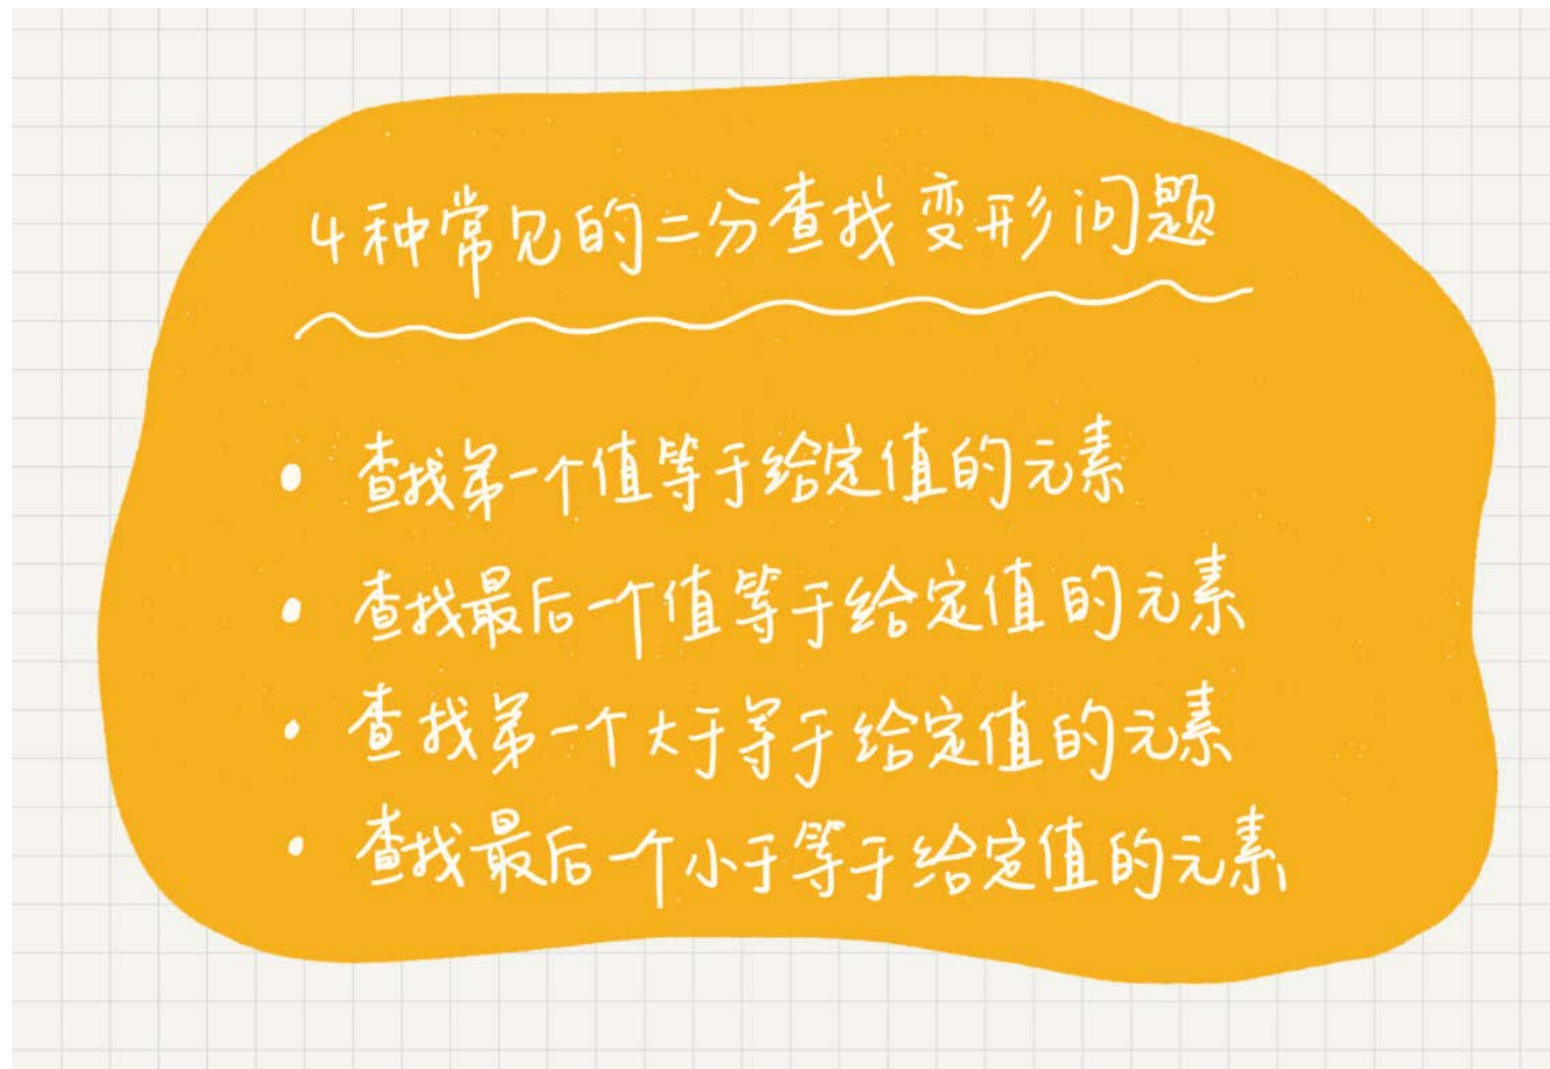 4种常见的二分查找变形问题
• 查找第一个值等于给定值的元素
• 查找最后一个值等于给定值的元素
• 查找第一个大于等于给定值的元素
• 查找最后一个小于等于给定值的元素